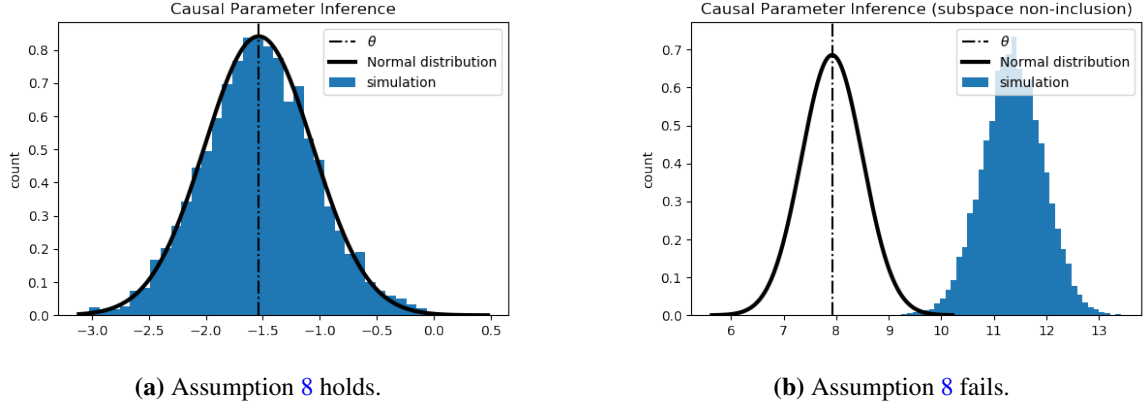 Causal Parameter Inference
θ
Normal distribution
simulation
count
0.8
0.7
0.6
0.5
0.4
0.3
0.2
0.1
0.0
−3.0 −2.5 −2.0 −1.5 −1.0 −0.5 0.0 0.5
(a) Assumption 8 holds.
Causal Parameter Inference (subspace non-inclusion)
θ
Normal distribution
simulation
count
0.7
0.6
0.5
0.4
0.3
0.2
0.1
0.0
6 7 8 9 10 11 12 13
(b) Assumption 8 fails.